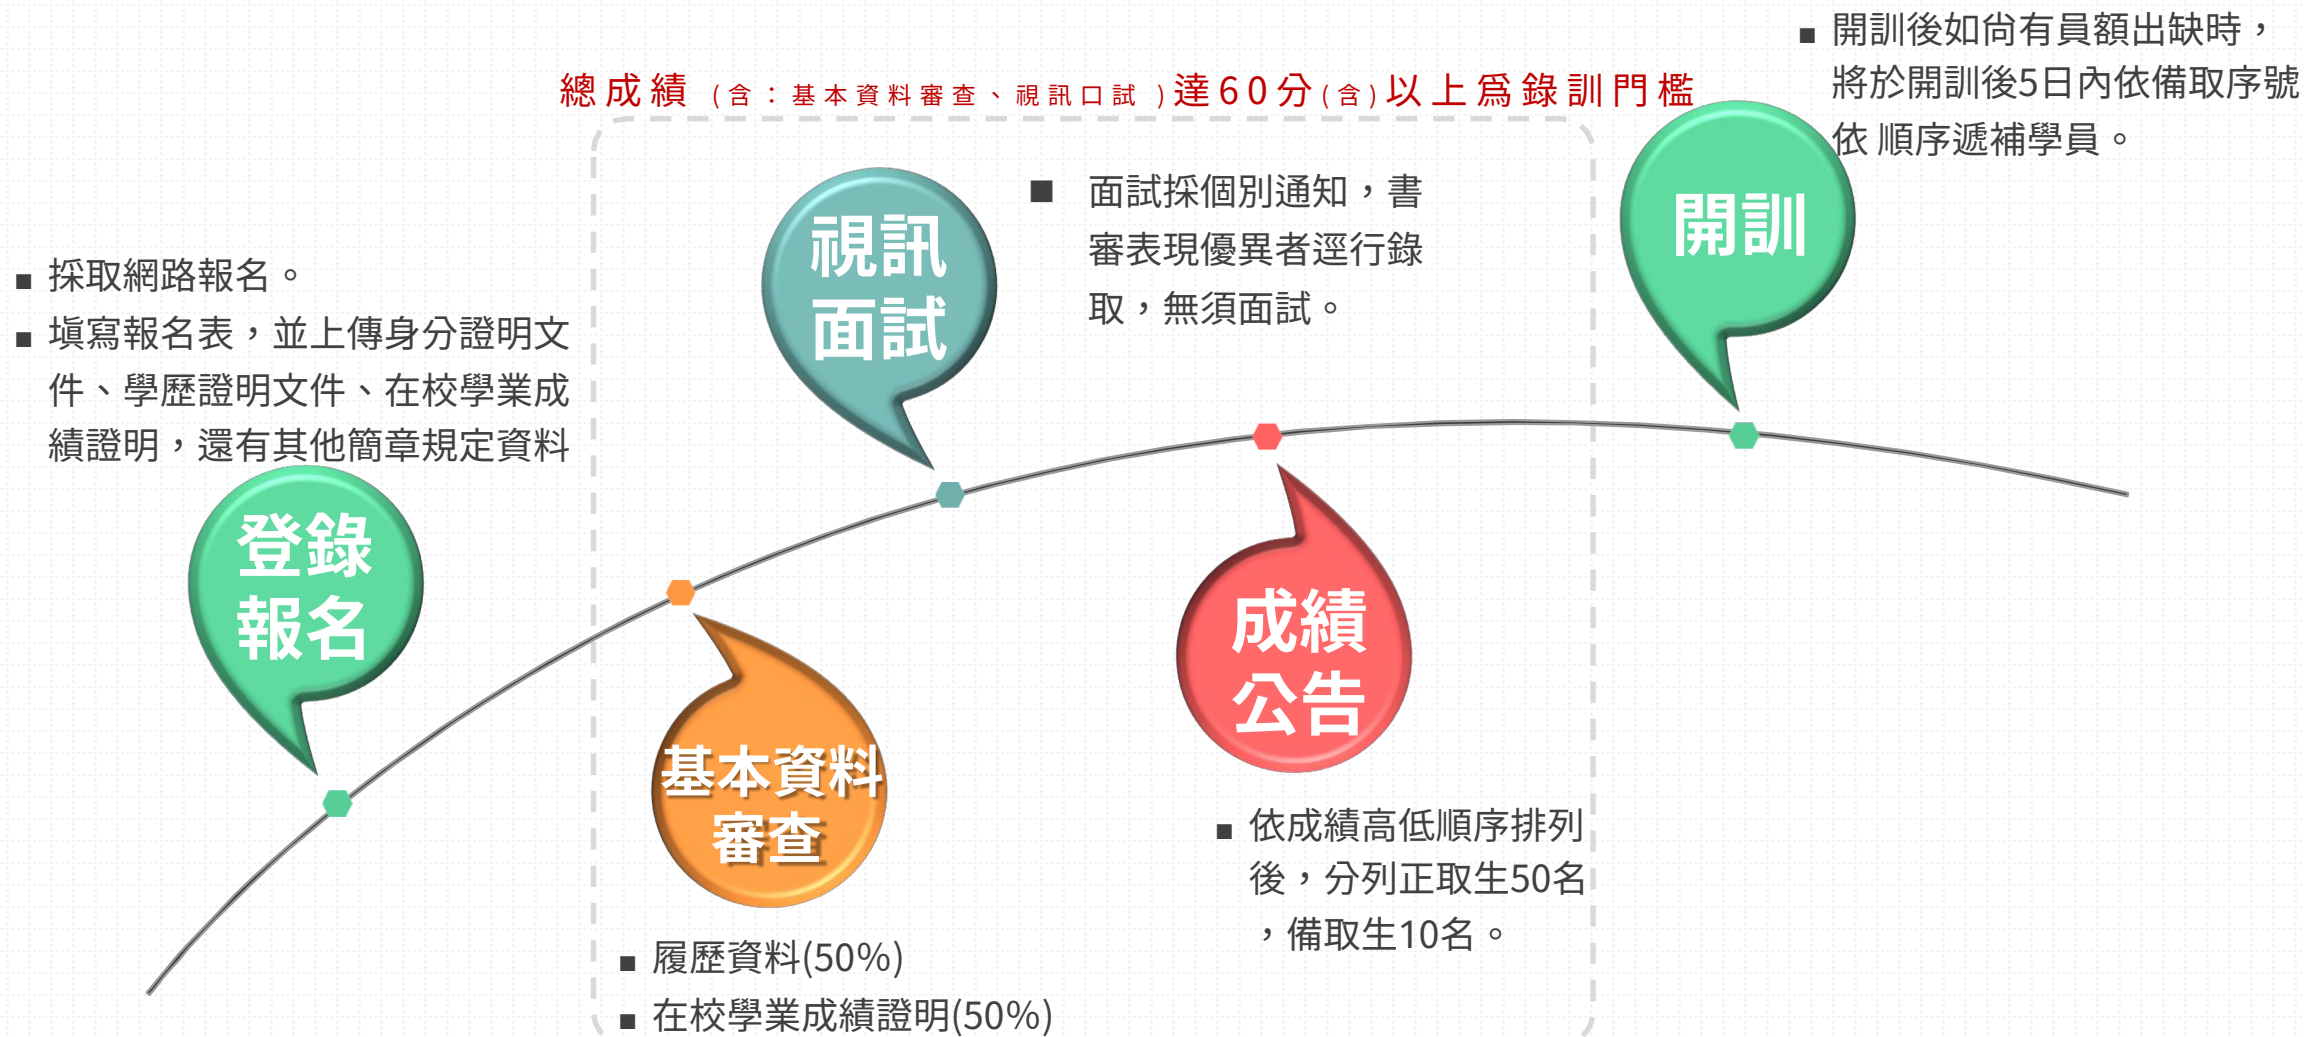 總成績 (含：基本資料審查、視訊口試 )達60分(含)以上為錄訓門檻
登錄
報名
▪ 採取網路報名。
▪ 填寫報名表，並上傳身分證明文
件、學歷證明文件、在校學業成
績證明，還有其他簡章規定資料
基本資料
審查
▪ 履歷資料(50%)
▪ 在校學業成績證明(50%)
視訊
面試
■ 面試採個別通知，書
審表現優異者逕行錄
取，無須面試。
成績
公告
▪ 依成績高低順序排列
後，分列正取生50名
，備取生10名。
開訓
▪ 開訓後如尚有員額出缺時，
將於開訓後5日內依備取序號
依 順序遞補學員。